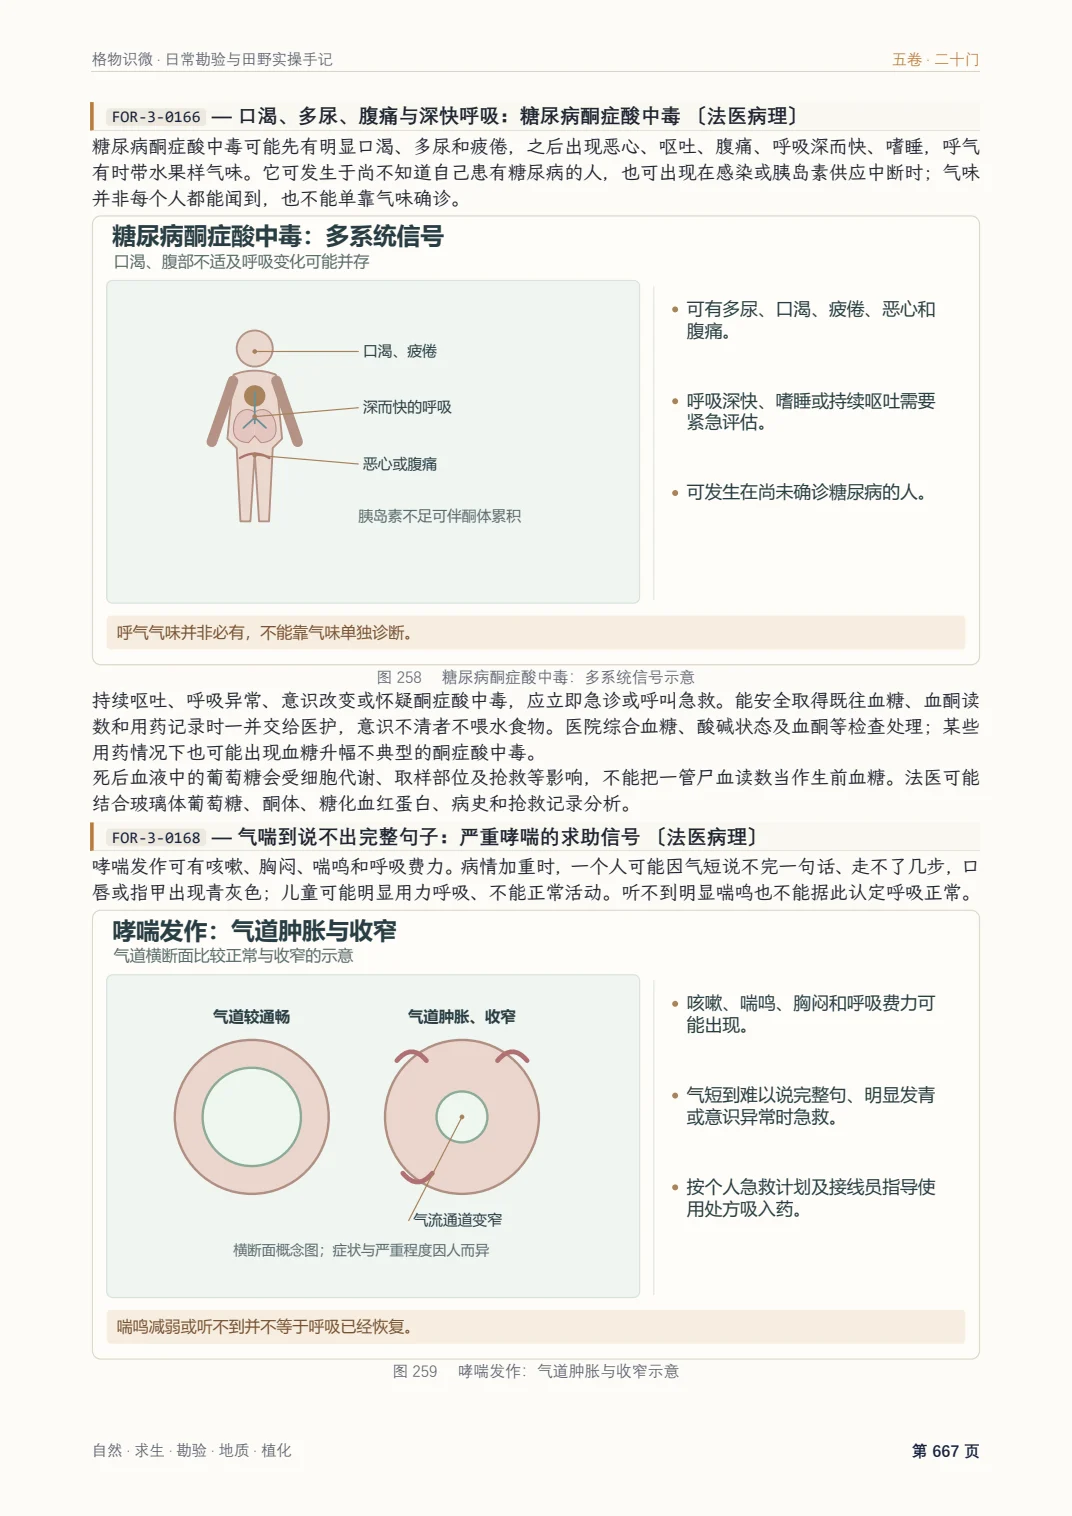 格物识微 · 日常勘验与田野实操手记
五卷 · 二十门
FOR-3-0166 — 口渴、多尿、腹痛与深快呼吸：糖尿病酮症酸中毒 〔法医病理〕
糖尿病酮症酸中毒可能先有明显口渴、多尿和疲倦，之后出现恶心、呕吐、腹痛、呼吸深而快、嗜睡，呼气
有时带水果样气味。它可发生于尚不知道自己患有糖尿病的人，也可出现在感染或胰岛素供应中断时；气味
并非每个人都能闻到，也不能单靠气味确诊。
糖尿病酮症酸中毒：多系统信号
口渴、腹部不适及呼吸变化可能并存
口渴、疲倦
深而快的呼吸
恶心或腹痛
胰岛素不足可伴酮体累积
• 可有多尿、口渴、疲倦、恶心和
腹痛。
• 呼吸深快、嗜睡或持续呕吐需要
紧急评估。
• 可发生在尚未确诊糖尿病的人。
呼气气味并非必有，不能靠气味单独诊断。
图 258 糖尿病酮症酸中毒：多系统信号示意
持续呕吐、呼吸异常、意识改变或怀疑酮症酸中毒，应立即急诊或呼叫急救。能安全取得既往血糖、血酮读
数和用药记录时一并交给医护，意识不清者不喂水食物。医院综合血糖、酸碱状态及血酮等检查处理；某些
用药情况下也可能出现血糖升幅不典型的酮症酸中毒。
死后血液中的葡萄糖会受细胞代谢、取样部位及抢救等影响，不能把一管尸血读数当作生前血糖。法医可能
结合玻璃体葡萄糖、酮体、糖化血红蛋白、病史和抢救记录分析。
FOR-3-0168 — 气喘到说不出完整句子：严重哮喘的求助信号 〔法医病理〕
哮喘发作可有咳嗽、胸闷、喘鸣和呼吸费力。病情加重时，一个人可能因气短说不完一句话、走不了几步，口
唇或指甲出现青灰色；儿童可能明显用力呼吸、不能正常活动。听不到明显喘鸣也不能据此认定呼吸正常。
哮喘发作：气道肿胀与收窄
气道横断面比较正常与收窄的示意
气道较通畅
气道肿胀、收窄
气流通道变窄
横断面概念图；症状与严重程度因人而异
• 咳嗽、喘鸣、胸闷和呼吸费力可
能出现。
• 气短到难以说完整句、明显发青
或意识异常时急救。
• 按个人急救计划及接线员指导使
用处方吸入药。
喘鸣减弱或听不到并不等于呼吸已经恢复。
图 259 哮喘发作：气道肿胀与收窄示意
自然 · 求生 · 勘验 · 地质 · 植化
第 667 页